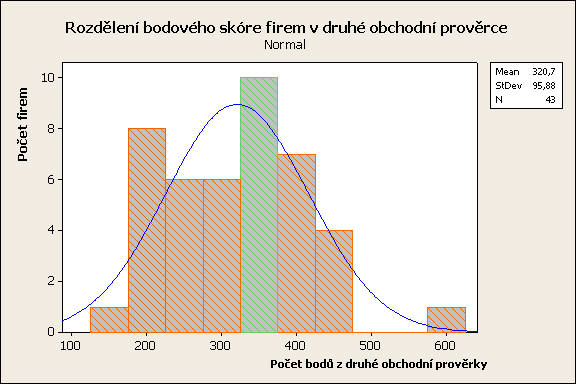 Rozdělení bodového skóre firem v druhé obchodní prověrce
Normal
Mean 320,7
StDev 95,88
N 43
Počet firem
10
8
6
4
2
0
100 200 300 400 500 600
Počet bodů z druhé obchodní prověrky